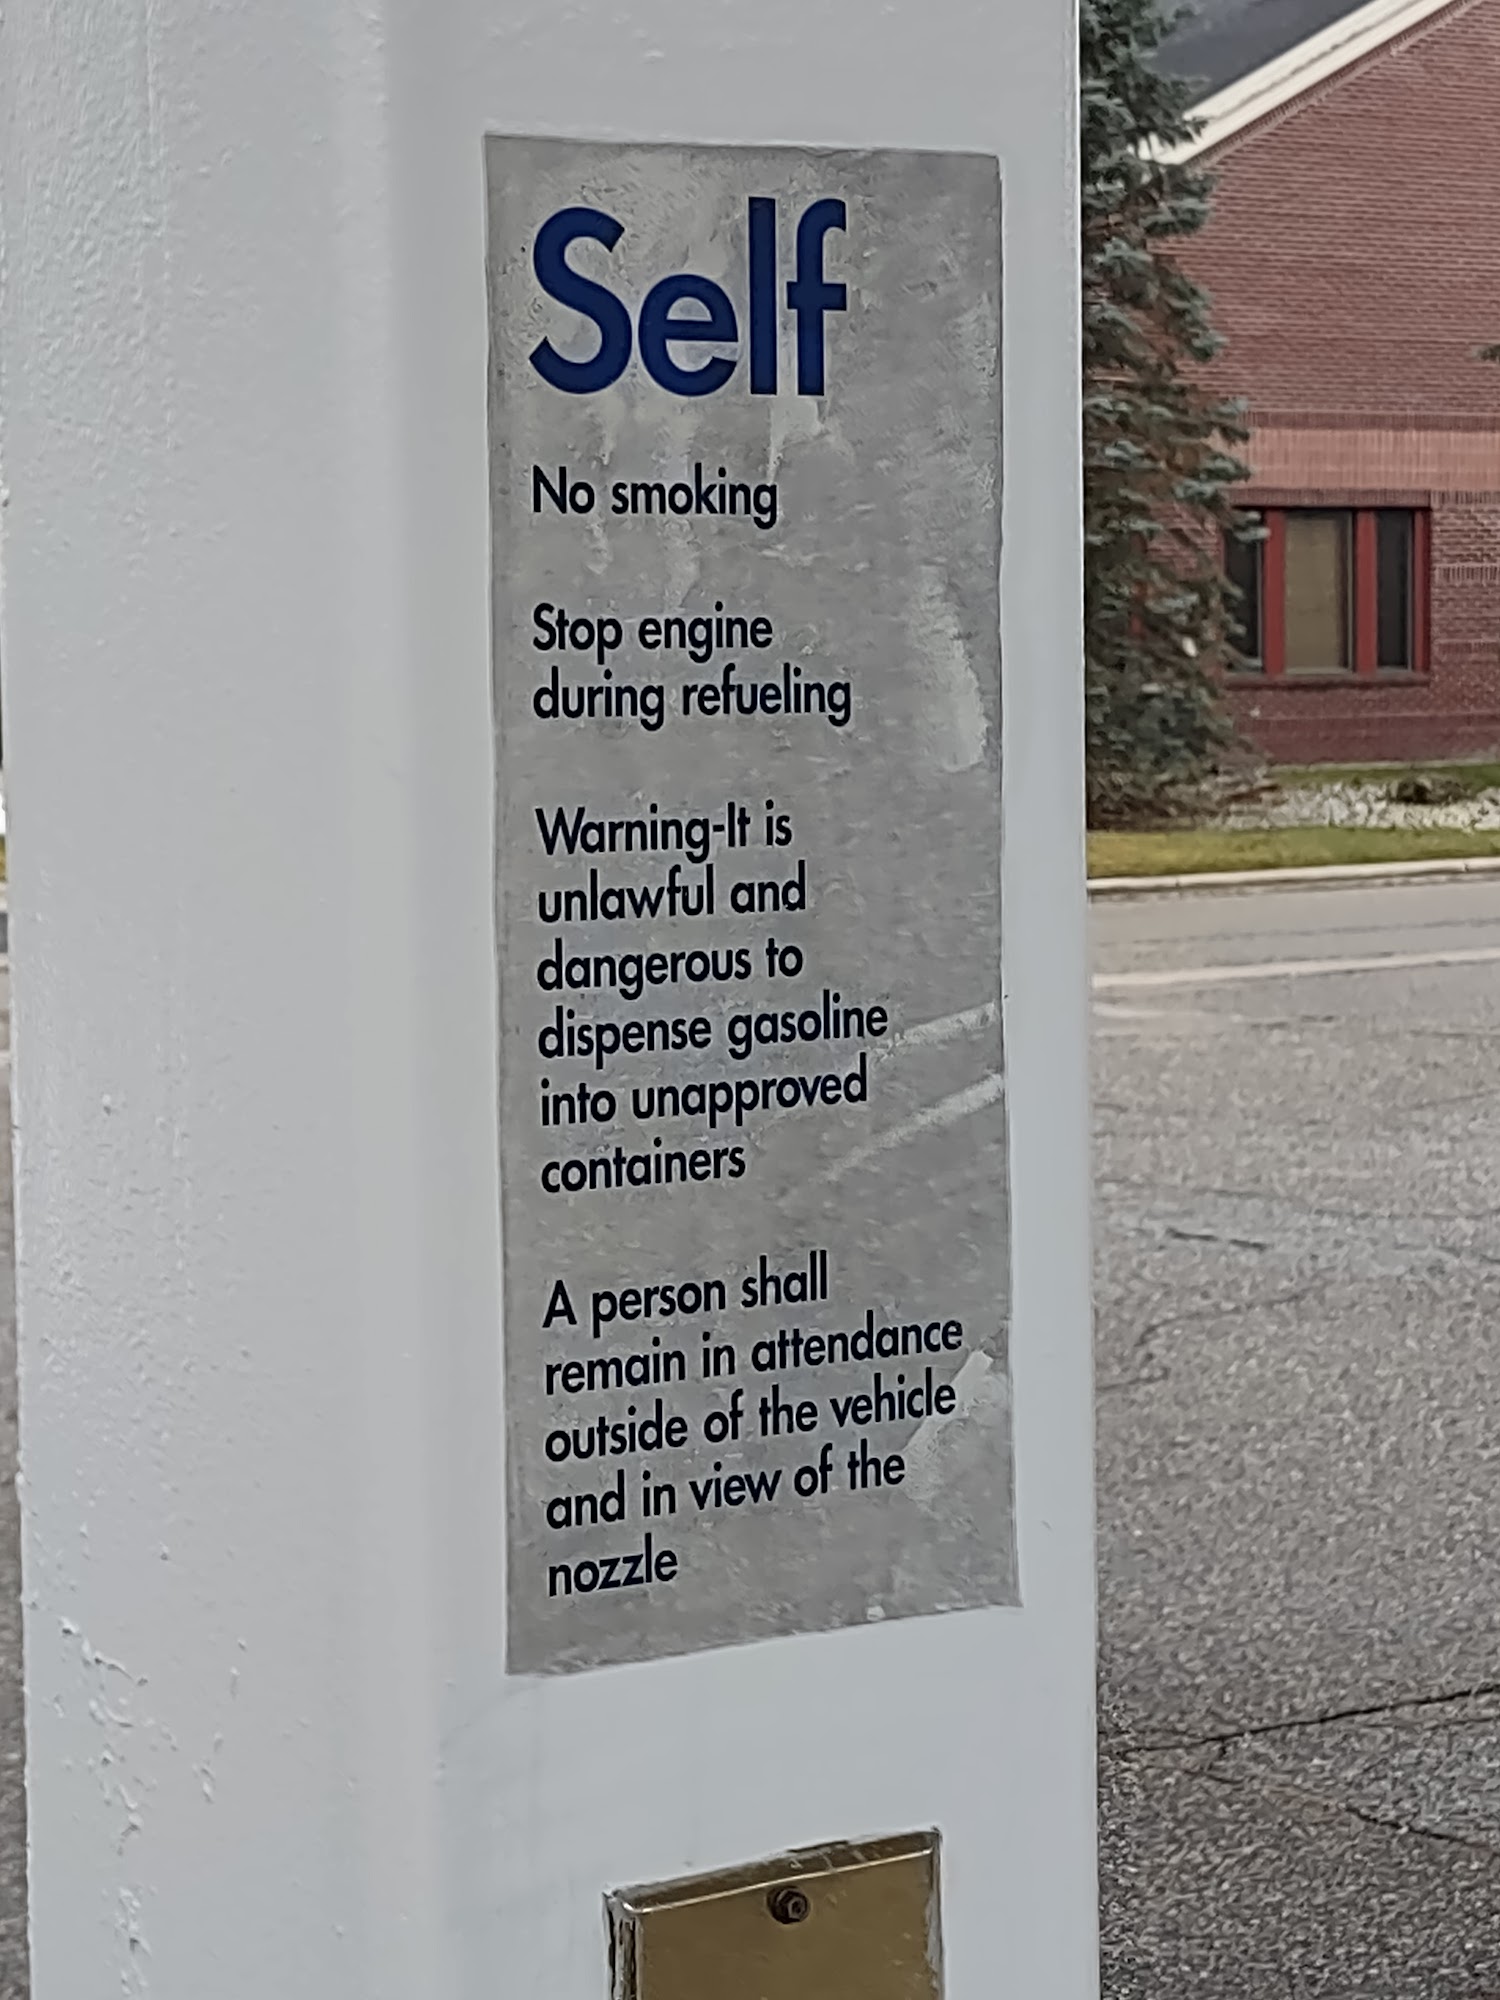 Self
No smoking
Stop engine
during refueling
Warning-It is
unlawful and
dangerous to
dispense gasoline
into unapproved
containers
A person shall
remain in attendance
outside of the vehicle
and in view of the
nozzle